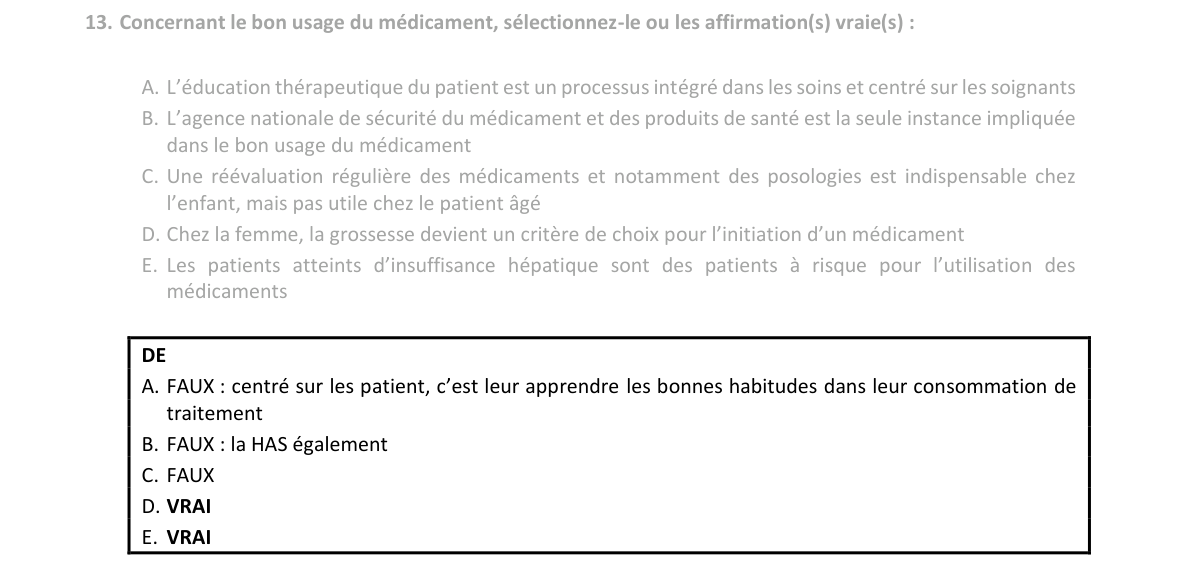 13. Concernant le bon usage du médicament, sélectionnez-le ou les affirmation(s) vraie(s) :
A. L’éducation thérapeutique du patient est un processus intégré dans les soins et centré sur les soignants
B. L’agence nationale de sécurité du médicament et des produits de santé est la seule instance impliquée
dans le bon usage du médicament
C. Une réévaluation régulière des médicaments et notamment des posologies est indispensable chez
l’enfant, mais pas utile chez le patient âgé
D. Chez la femme, la grossesse devient un critère de choix pour l’initiation d’un médicament
E. Les patients atteints d’insuffisance hépatique sont des patients à risque pour l’utilisation des
médicaments
DE
A. FAUX : centré sur les patient, c’est leur apprendre les bonnes habitudes dans leur consommation de
traitement
B. FAUX : la HAS également
C. FAUX
D. VRAI
E. VRAI